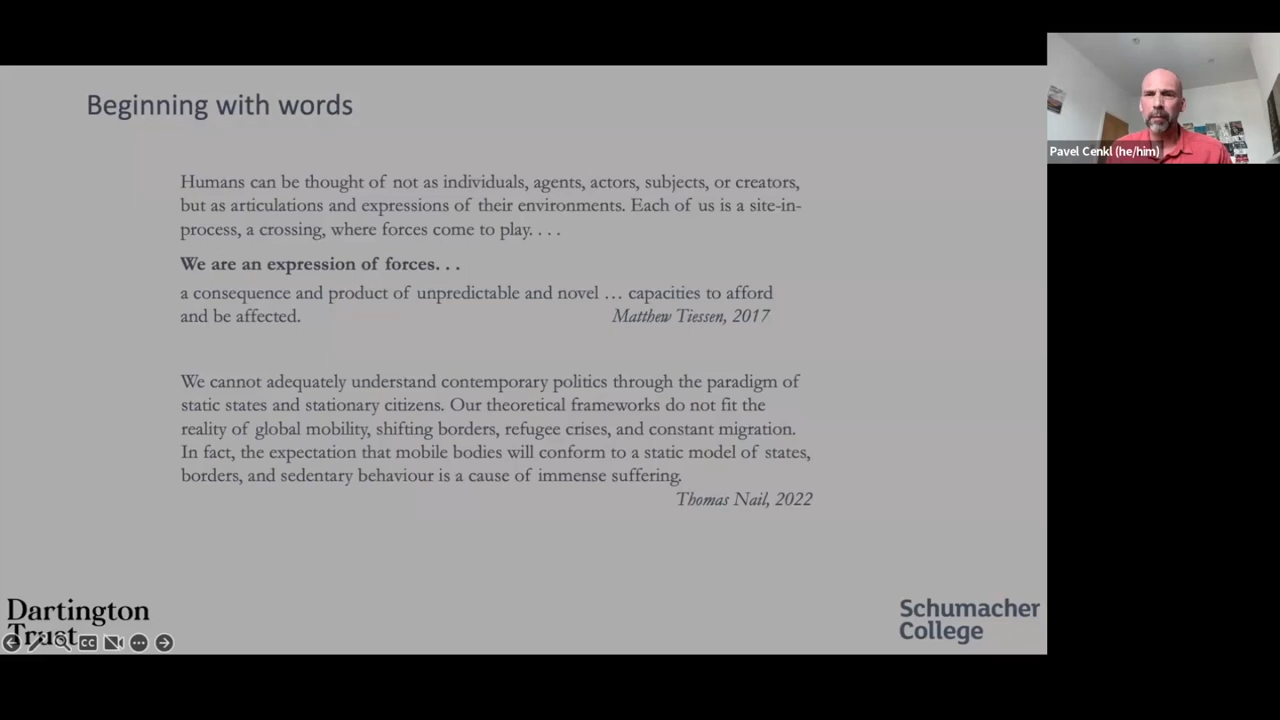 Beginning with words
Humans can be thought of not as individuals, agents, actors, subjects, or creators,
but as articulations and expressions of their environments. Each of us is a site-in-
process, a crossing, where forces come to play. . . .
We are an expression of forces. . .
a consequence and product of unpredictable and novel … capacities to afford
and be affected.
Matthew Tiessen, 2017
We cannot adequately understand contemporary politics through the paradigm of
static states and stationary citizens. Our theoretical frameworks do not fit the
reality of global mobility, shifting borders, refugee crises, and constant migration.
In fact, the expectation that mobile bodies will conform to a static model of states,
borders, and sedentary behaviour is a cause of immense suffering.
Thomas Nail, 2022
Dartington
Trust
CC
Schumacher
College
Pavel Cenkl (he/him)